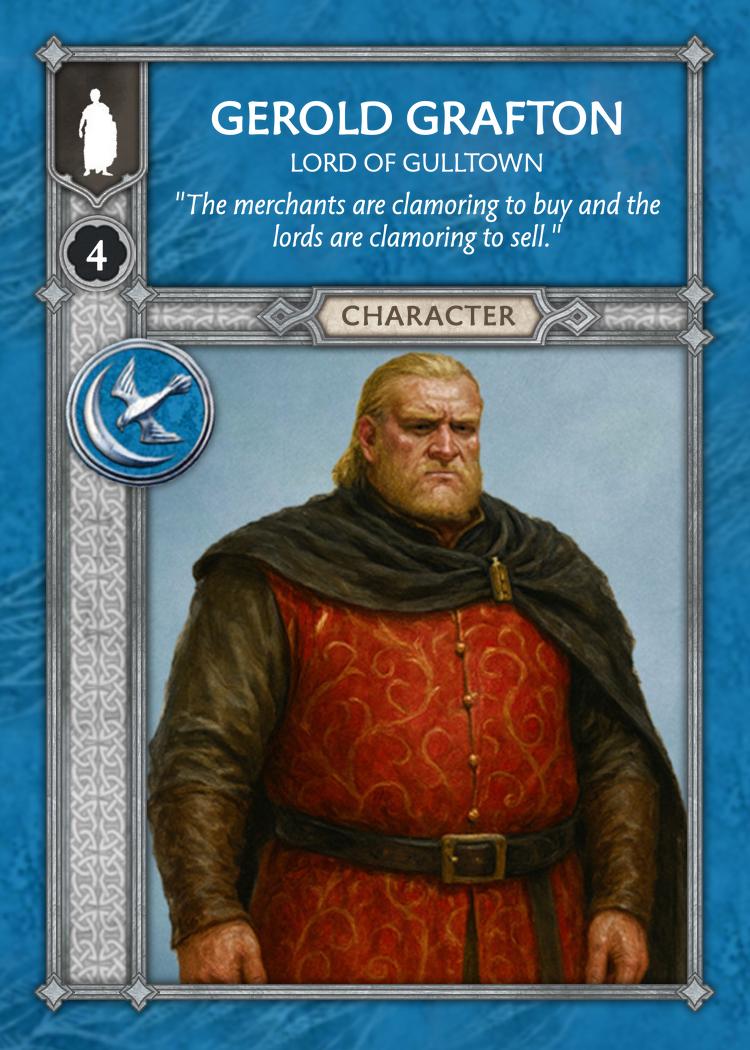 GEROLD GRAFTON
LORD OF GULLTOWN
"The merchants are clamoring to buy and the
lords are clamoring to sell."
4
CHARACTER